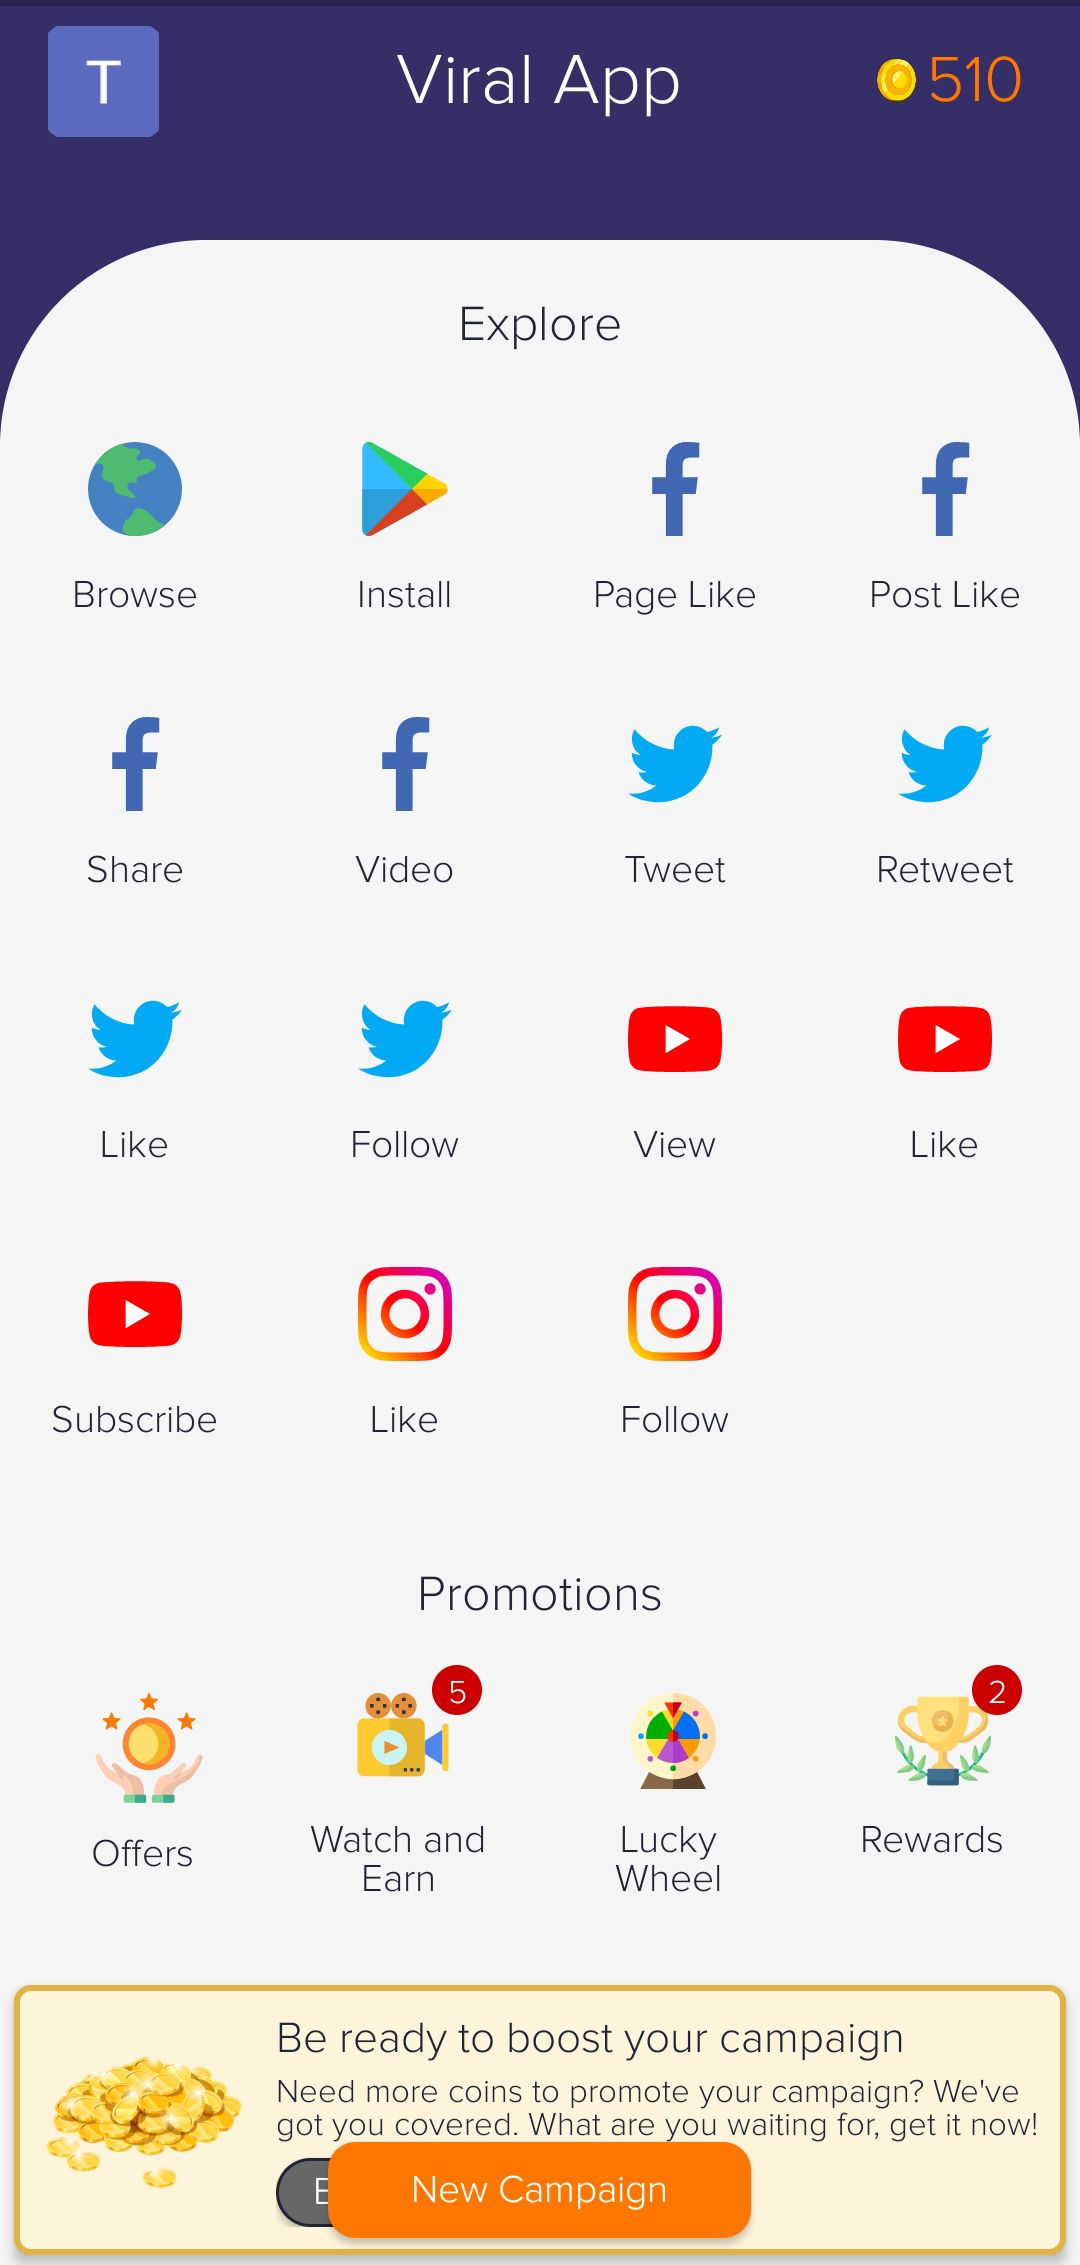 T
Viral App
510
Explore
Browse
Install
Page Like
Post Like
Share
Video
Tweet
Retweet
Like
Follow
View
Like
Subscribe
Like
Follow
Promotions
5
2
Offers
Watch and
Earn
Lucky
Wheel
Rewards
Be ready to boost your campaign
Need more coins to promote your campaign? We've
got you covered. What are you waiting for, get it now!
New Campaign